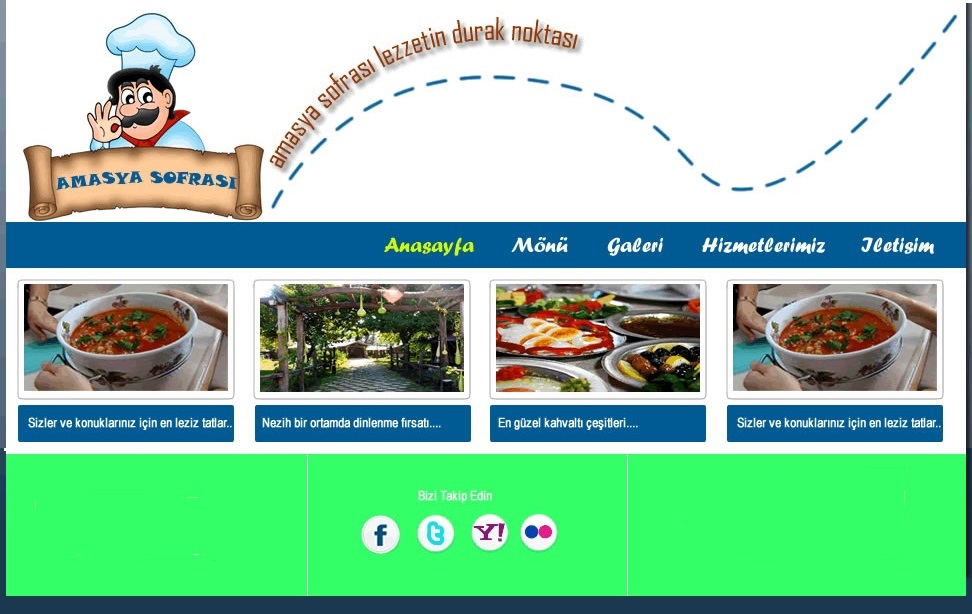 amasya sofrası lezzetin durak noktası
AMASYA SOFRASI
Anasayfa Mönü Galeri Hizmetlerimiz Iletişim
Sizler ve konuklarınız için en leziz tatlar.. Nezih bir ortamda dinlenme fırsatı.... En güzel kahvaltı çeşitleri.... Sizler ve konuklarınız için en leziz tatlar..
Bizi Takip Edin
f t Y!